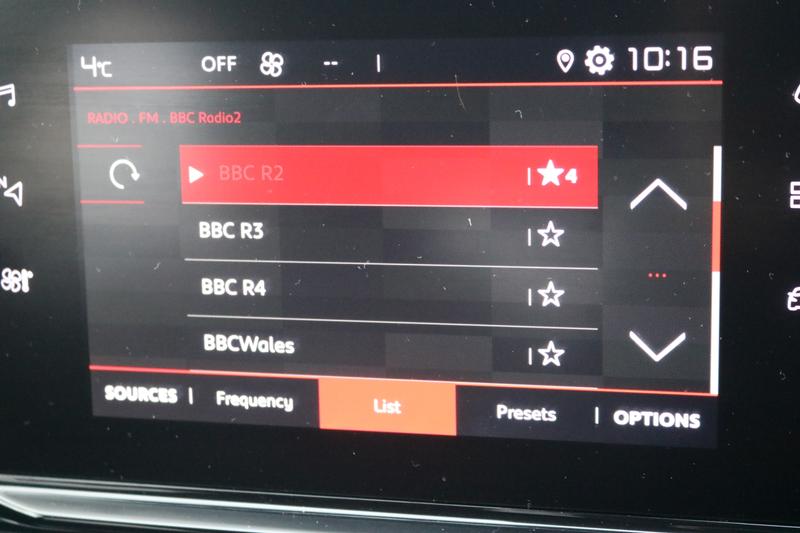 4°C OFF -- | 10:16
RADIO . FM . BBC Radio2
BBC R2 | 4
BBC R3 |
BBC R4 |
BBCWales |
SOURCES | Frequency List Presets | OPTIONS